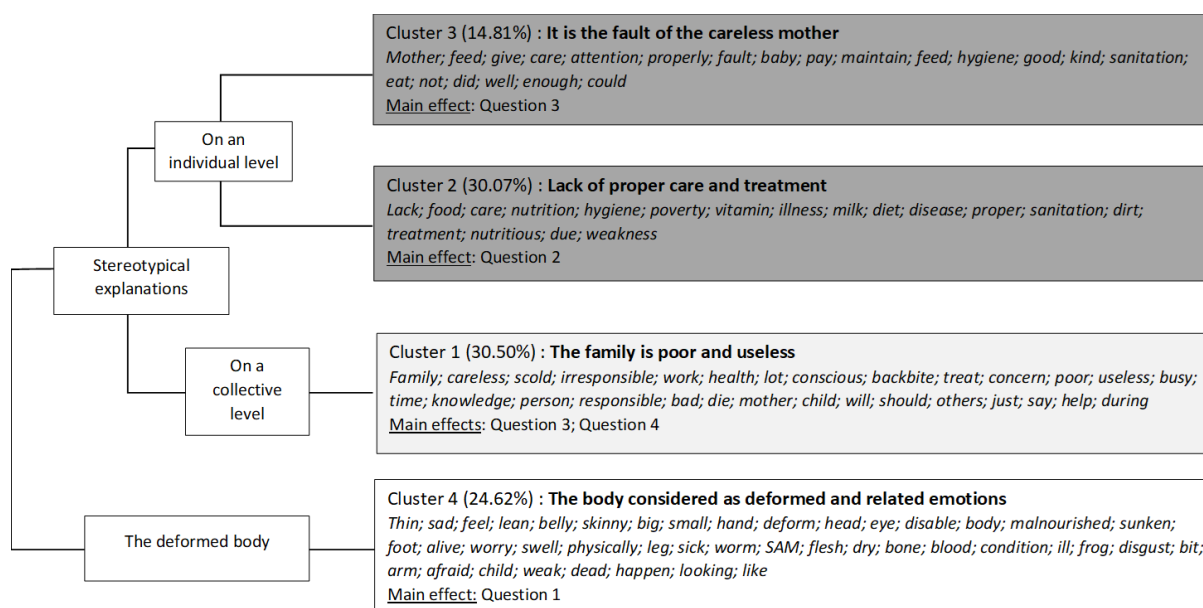 Cluster 3 (14.81%) : It is the fault of the careless mother
Mother; feed; give; care; attention; properly; fault; baby; pay; maintain; feed; hygiene; good; kind; sanitation;
eat; not; did; well; enough; could
Main effect: Question 3
On an
individual level
Cluster 2 (30.07%) : Lack of proper care and treatment
Lack; food; care; nutrition; hygiene; poverty; vitamin; illness; milk; diet; disease; proper; sanitation; dirt;
treatment; nutritious; due; weakness
Main effect: Question 2
Stereotypical
explanations
Cluster 1 (30.50%) : The family is poor and useless
Family; careless; scold; irresponsible; work; health; lot; conscious; backbite; treat; concern; poor; useless; busy;
time; knowledge; person; responsible; bad; die; mother; child; will; should; others; just; say; help; during
Main effects: Question 3; Question 4
On a
collective level
Cluster 4 (24.62%) : The body considered as deformed and related emotions
Thin; sad; feel; lean; belly; skinny; big; small; hand; deform; head; eye; disable; body; malnourished; sunken;
foot; alive; worry; swell; physically; leg; sick; worm; SAM; flesh; dry; bone; blood; condition; ill; frog; disgust; bit;
arm; afraid; child; weak; dead; happen; looking; like
Main effect: Question 1
The deformed body